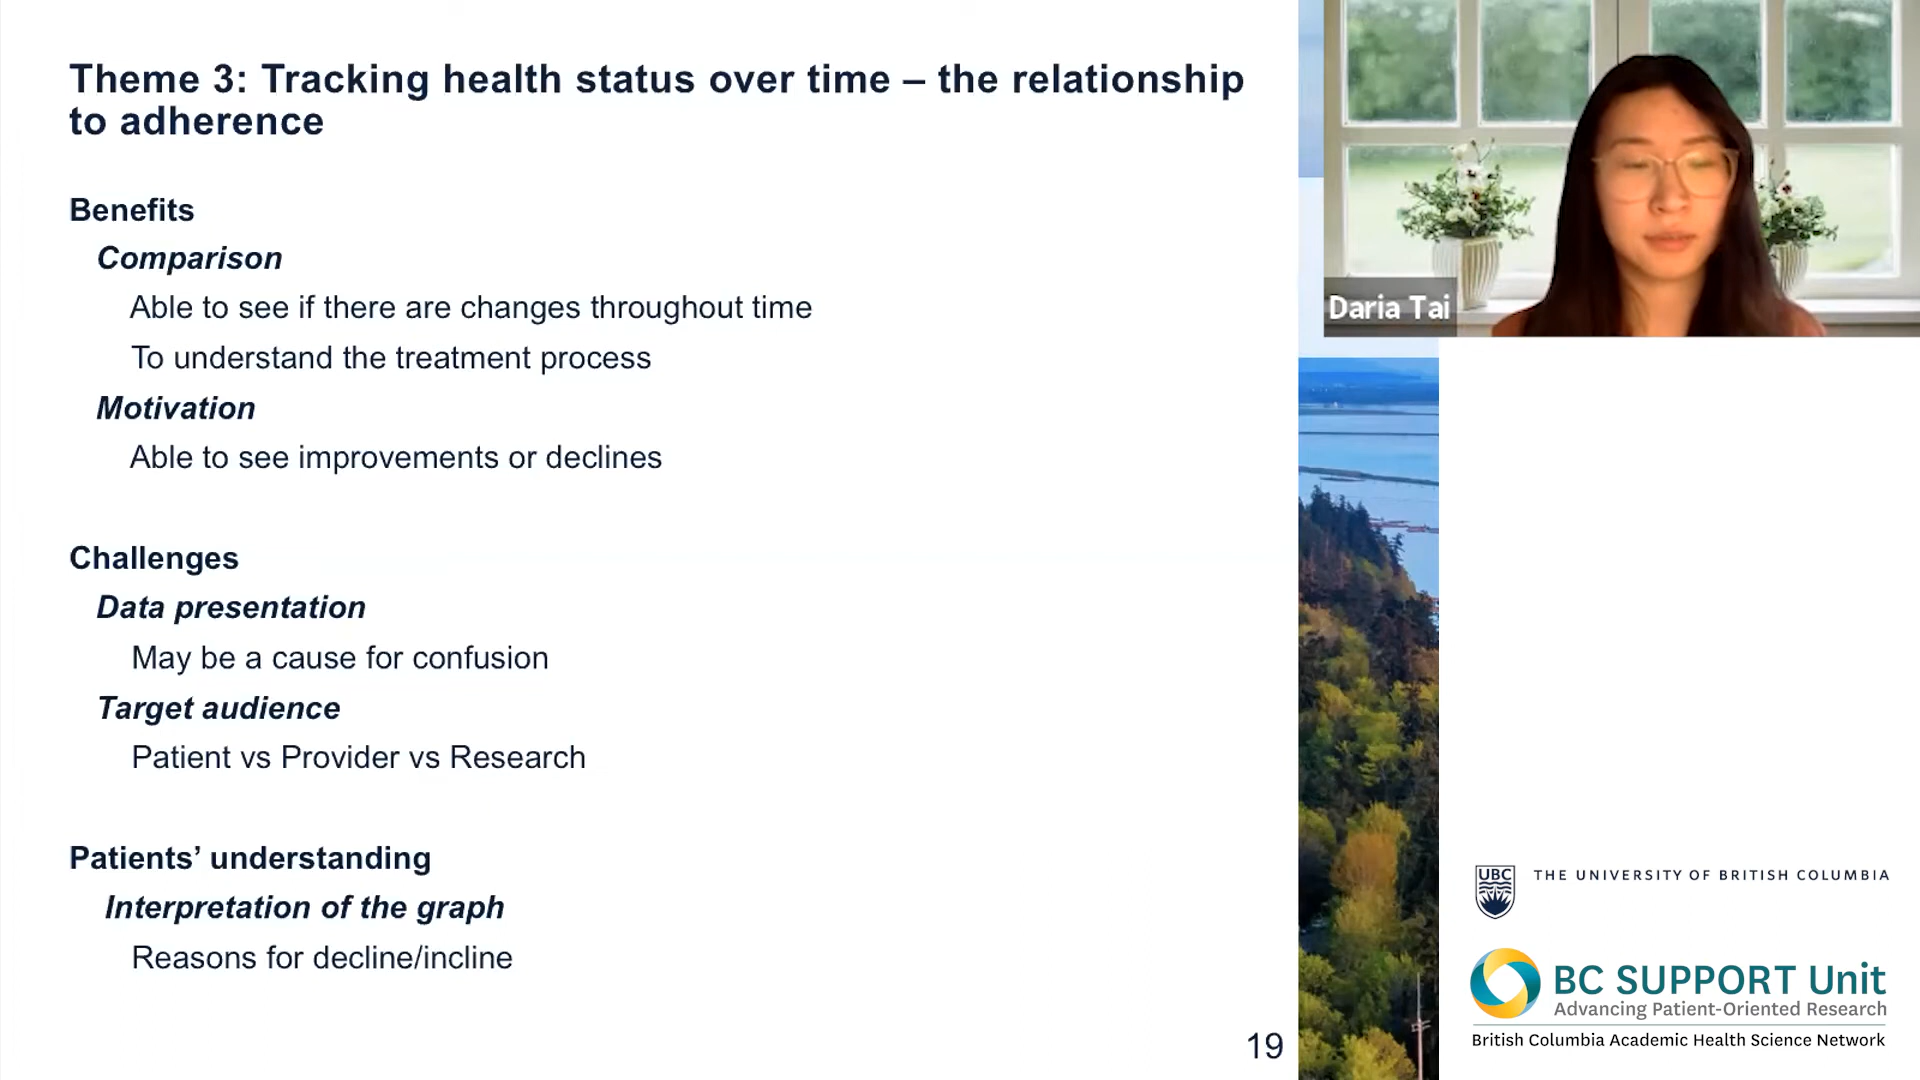 Theme 3: Tracking health status over time – the relationship
to adherence
Benefits
Comparison
Able to see if there are changes throughout time
To understand the treatment process
Motivation
Able to see improvements or declines
Challenges
Data presentation
May be a cause for confusion
Target audience
Patient vs Provider vs Research
Patients’ understanding
Interpretation of the graph
Reasons for decline/incline
19
Daria Tai
UBC
THE UNIVERSITY OF BRITISH COLUMBIA
BC SUPPORT Unit
Advancing Patient-Oriented Research
British Columbia Academic Health Science Network